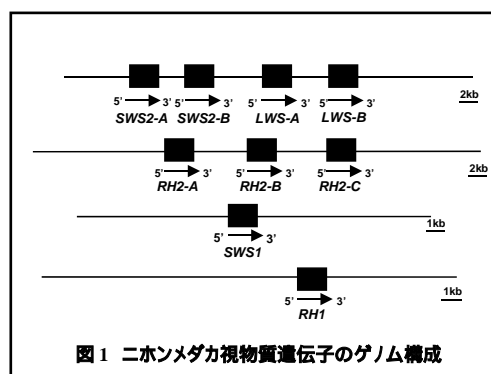 5' 3' 5' 3' 5' 3' 5' 3'
2kb
SWS2-A SWS2-B LWS-A LWS-B
5' 3' 5' 3' 5' 3'
2kb
RH2-A RH2-B RH2-C
5' 3'
1kb
SWS1
5' 3'
1kb
RH1
図1 ニホンメダカ視物質遺伝子のゲノム構成